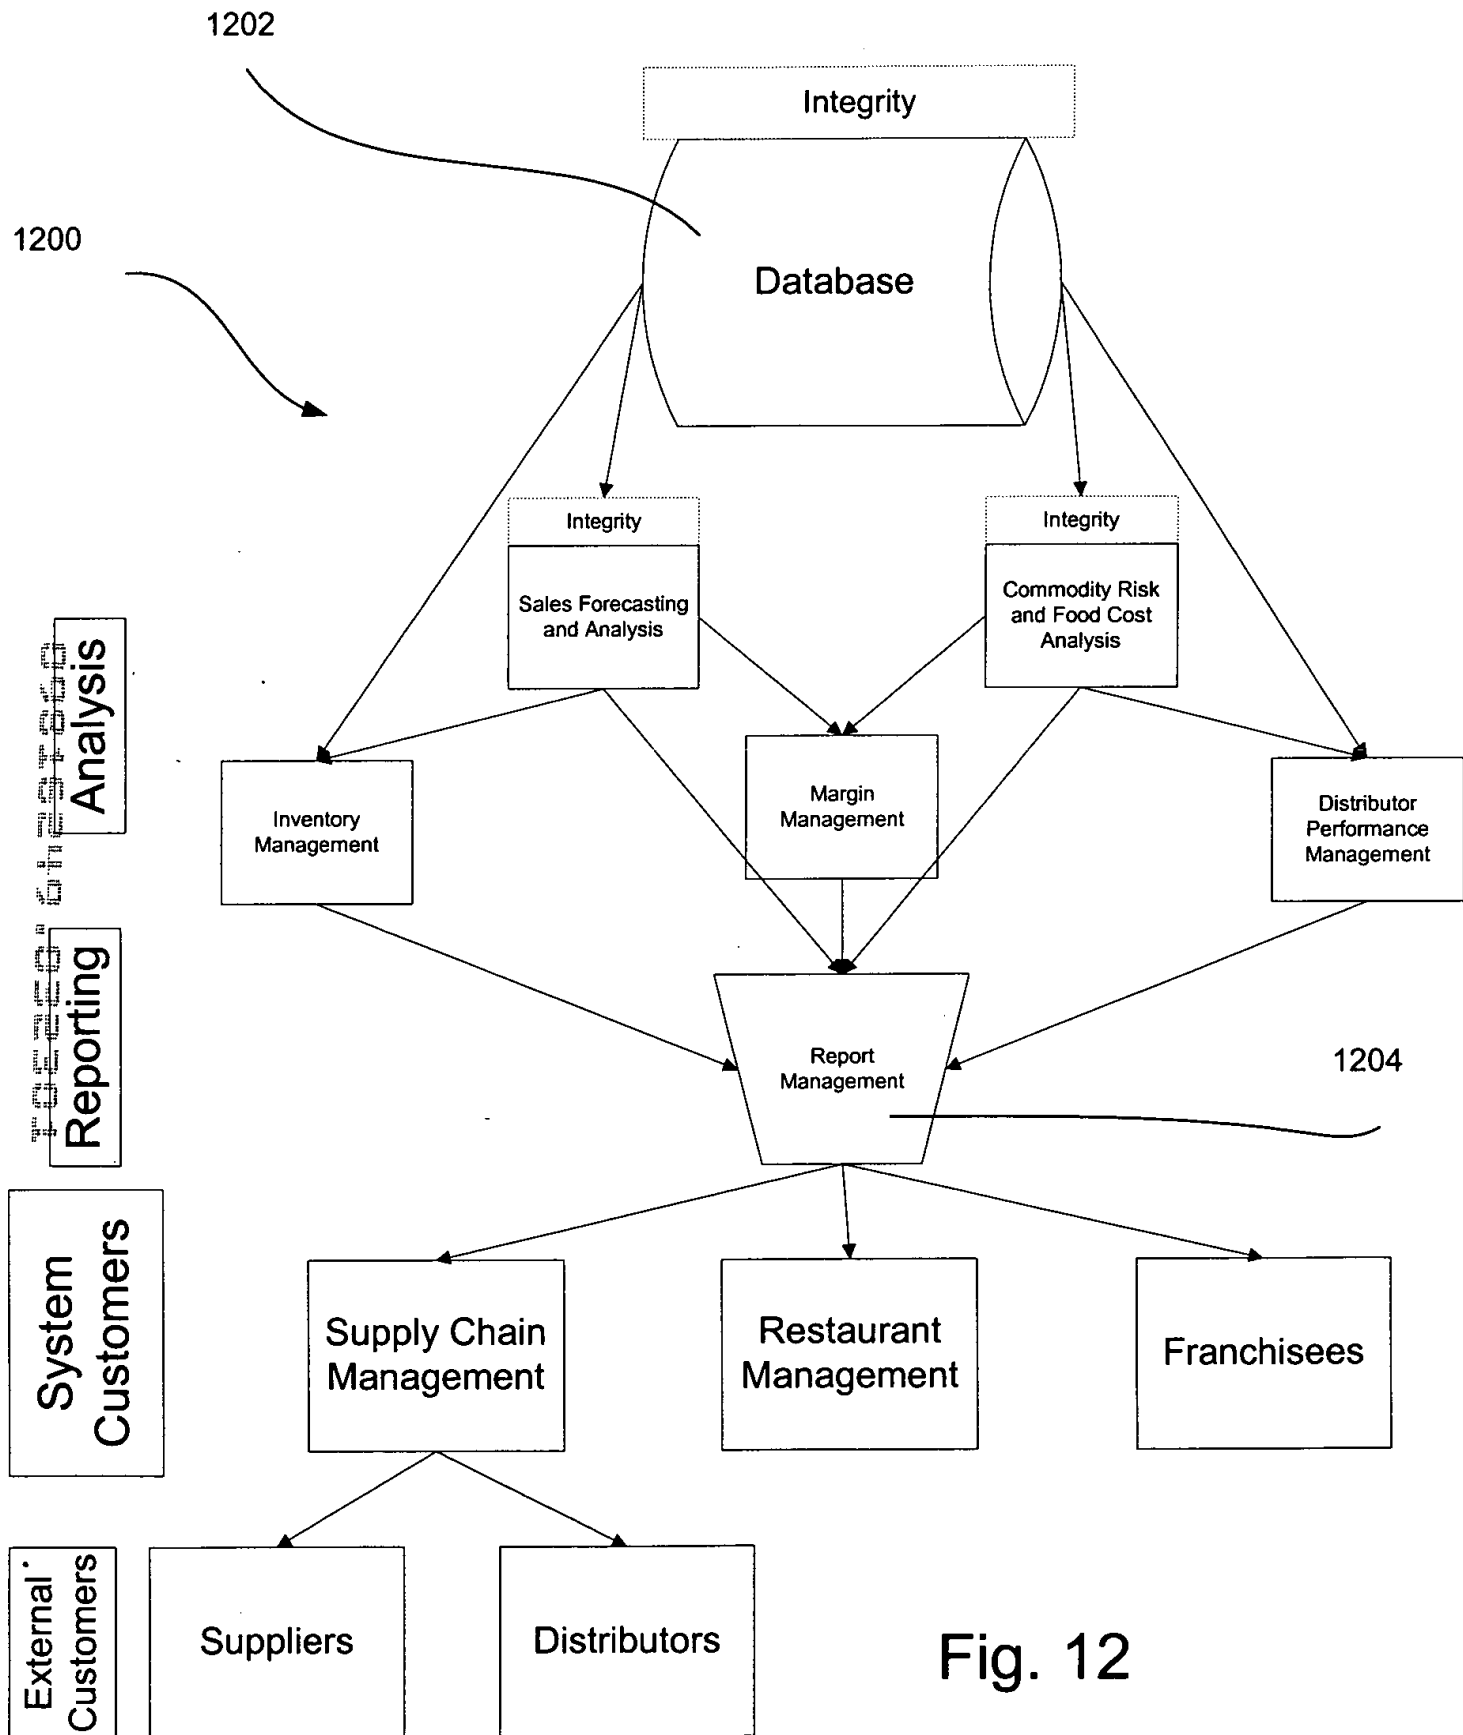 1202
Integrity
1200
Database
Integrity
Integrity
Sales Forecasting
and Analysis
Commodity Risk
and Food Cost
Analysis
Analysis
Inventory
Management
Margin
Management
Distributor
Performance
Management
Reporting
Report
Management
1204
System
Customers
Supply Chain
Management
Restaurant
Management
Franchisees
External
Customers
Suppliers
Distributors
Fig. 12